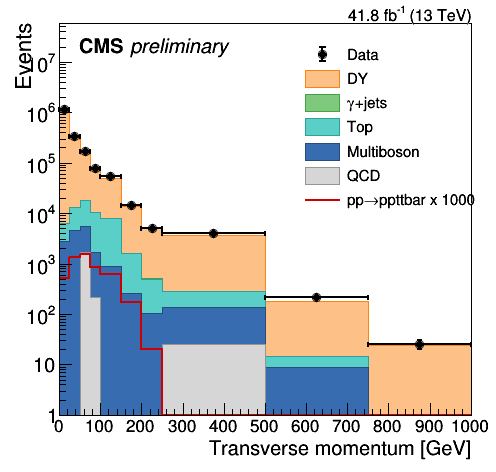 41.8 fb⁻¹ (13 TeV)
CMS preliminary
Events
10⁷
10⁶
10⁵
10⁴
10³
10²
10
1
Data
DY
γ+jets
Top
Multiboson
QCD
pp→ppttbar x 1000
0 100 200 300 400 500 600 700 800 900 1000
Transverse momentum [GeV]